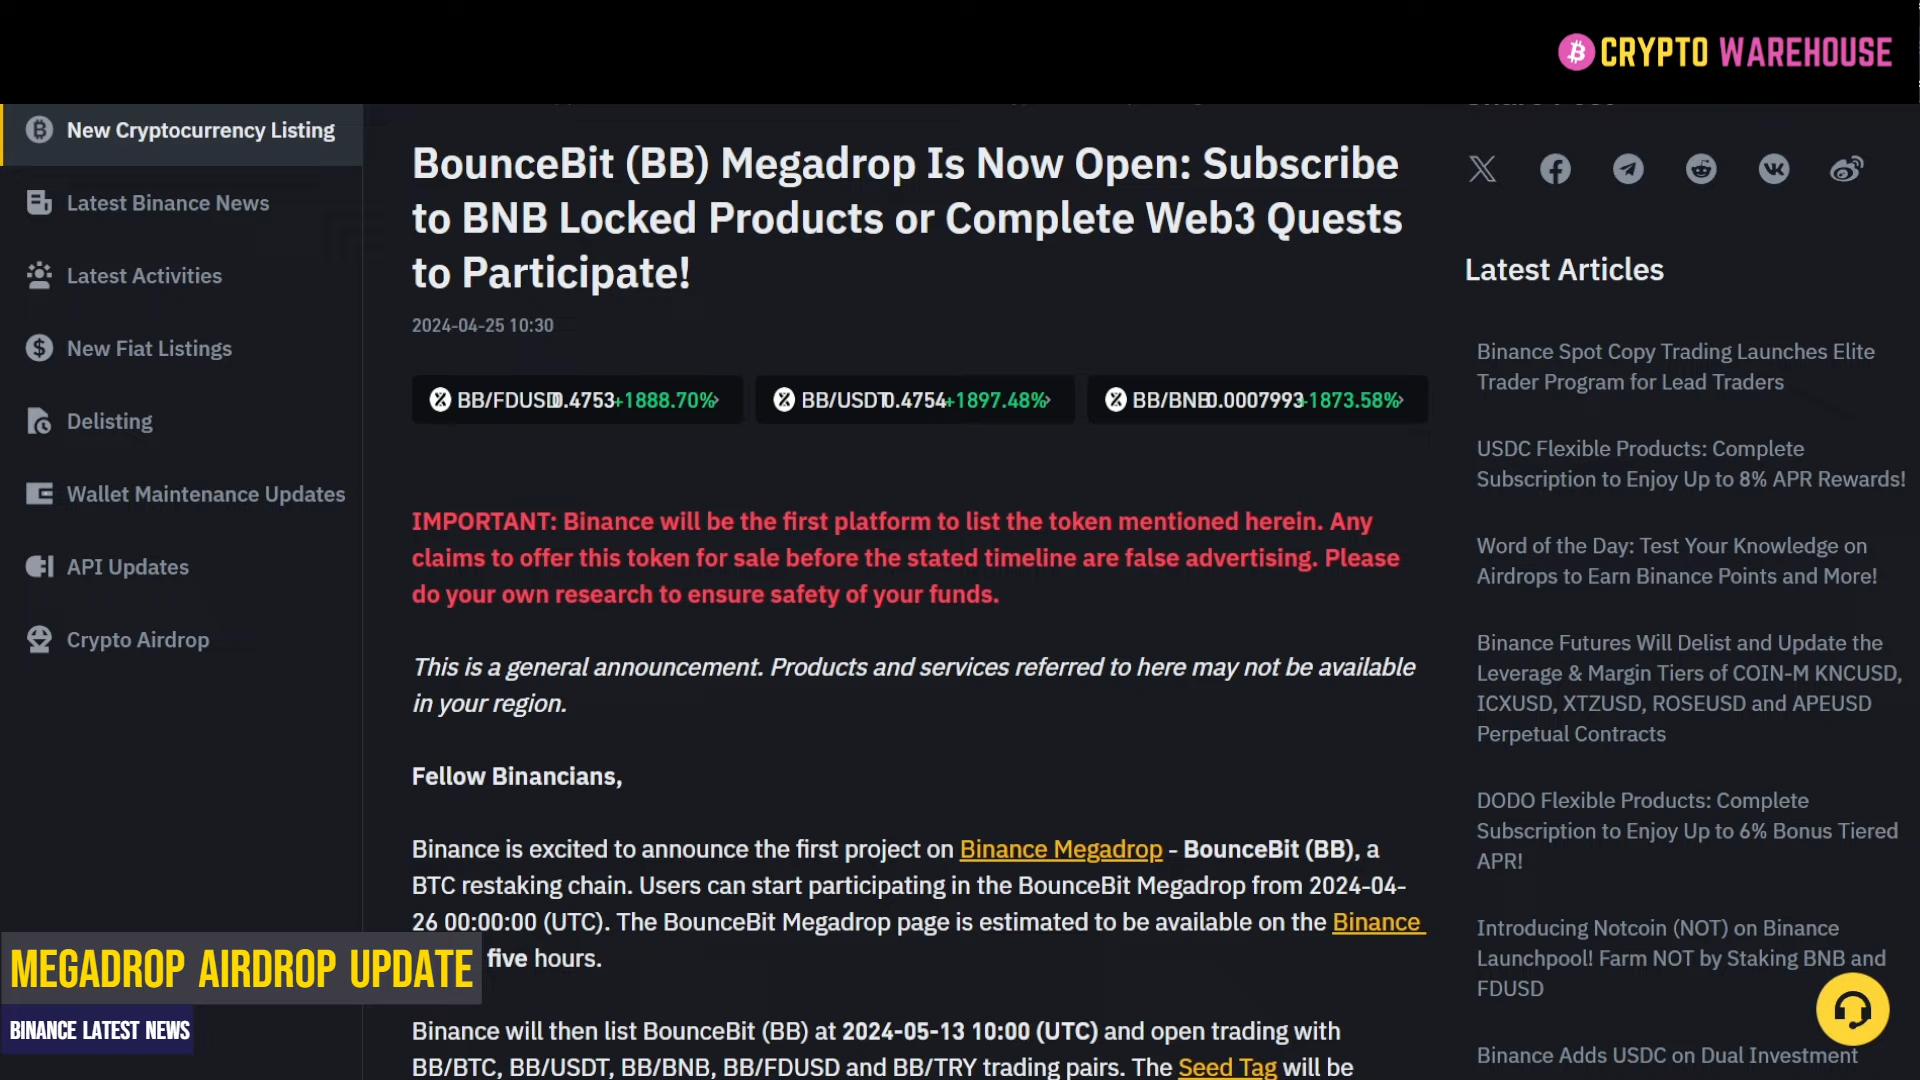 CRYPTO WAREHOUSE
New Cryptocurrency Listing
Latest Binance News
Latest Activities
New Fiat Listings
Delisting
Wallet Maintenance Updates
API Updates
Crypto Airdrop
BounceBit (BB) Megadrop Is Now Open: Subscribe
to BNB Locked Products or Complete Web3 Quests
to Participate!
2024-04-25 10:30
BB/FDUSD 0.4753 +1888.70%
BB/USDT 0.4754 +1897.48%
BB/BNB 0.0007993 +1873.58%
IMPORTANT: Binance will be the first platform to list the token mentioned herein. Any
claims to offer this token for sale before the stated timeline are false advertising. Please
do your own research to ensure safety of your funds.
This is a general announcement. Products and services referred to here may not be available
in your region.
Fellow Binancians,
Binance is excited to announce the first project on Binance Megadrop - BounceBit (BB), a
BTC restaking chain. Users can start participating in the BounceBit Megadrop from 2024-04-
26 00:00:00 (UTC). The BounceBit Megadrop page is estimated to be available on the Binance
five hours.
Binance will then list BounceBit (BB) at 2024-05-13 10:00 (UTC) and open trading with
BB/BTC, BB/USDT, BB/BNB, BB/FDUSD and BB/TRY trading pairs. The Seed Tag will be
Latest Articles
Binance Spot Copy Trading Launches Elite
Trader Program for Lead Traders
USDC Flexible Products: Complete
Subscription to Enjoy Up to 8% APR Rewards!
Word of the Day: Test Your Knowledge on
Airdrops to Earn Binance Points and More!
Binance Futures Will Delist and Update the
Leverage & Margin Tiers of COIN-M KNCUSD,
ICXUSD, XTZUSD, ROSEUSD and APEUSD
Perpetual Contracts
DODO Flexible Products: Complete
Subscription to Enjoy Up to 6% Bonus Tiered
APR!
Introducing Notcoin (NOT) on Binance
Launchpool! Farm NOT by Staking BNB and
FDUSD
Binance Adds USDC on Dual Investment
MEGADROP AIRDROP UPDATE
BINANCE LATEST NEWS